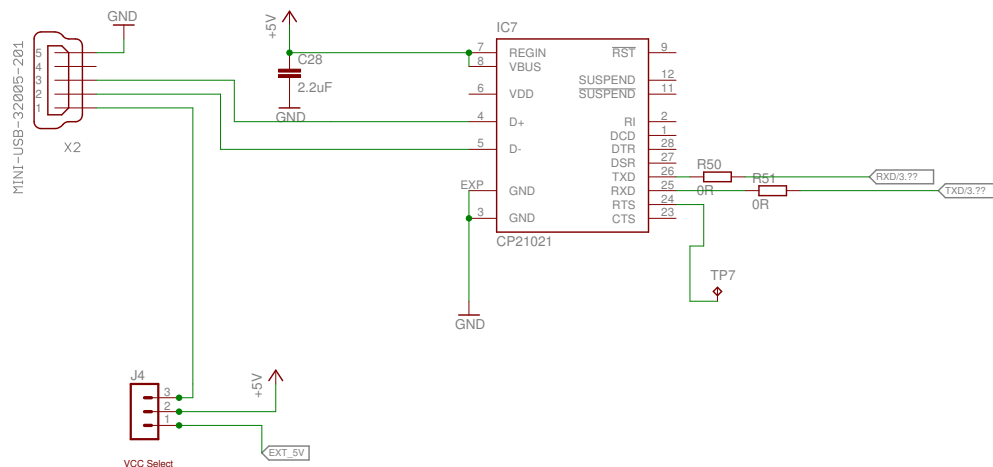 GND
+5V
IC7
MINI-USB-32005-201
5
4
3
2
1
X2
C28
2.2uF
GND
7 REGIN RST 9
8 VBUS
SUSPEND 12
6 VDD SUSPEND 11
4 D+ RI 2
DCD 1
5 D- DTR 28
DSR 27
TXD 26
R50
0R
RXD/3.??
EXP GND RXD 25
R51
0R
TXD/3.??
RTS 24
3 GND CTS 23
CP21021
TP7
GND
J4
3
2
1
+5V
EXT_5V
VCC Select